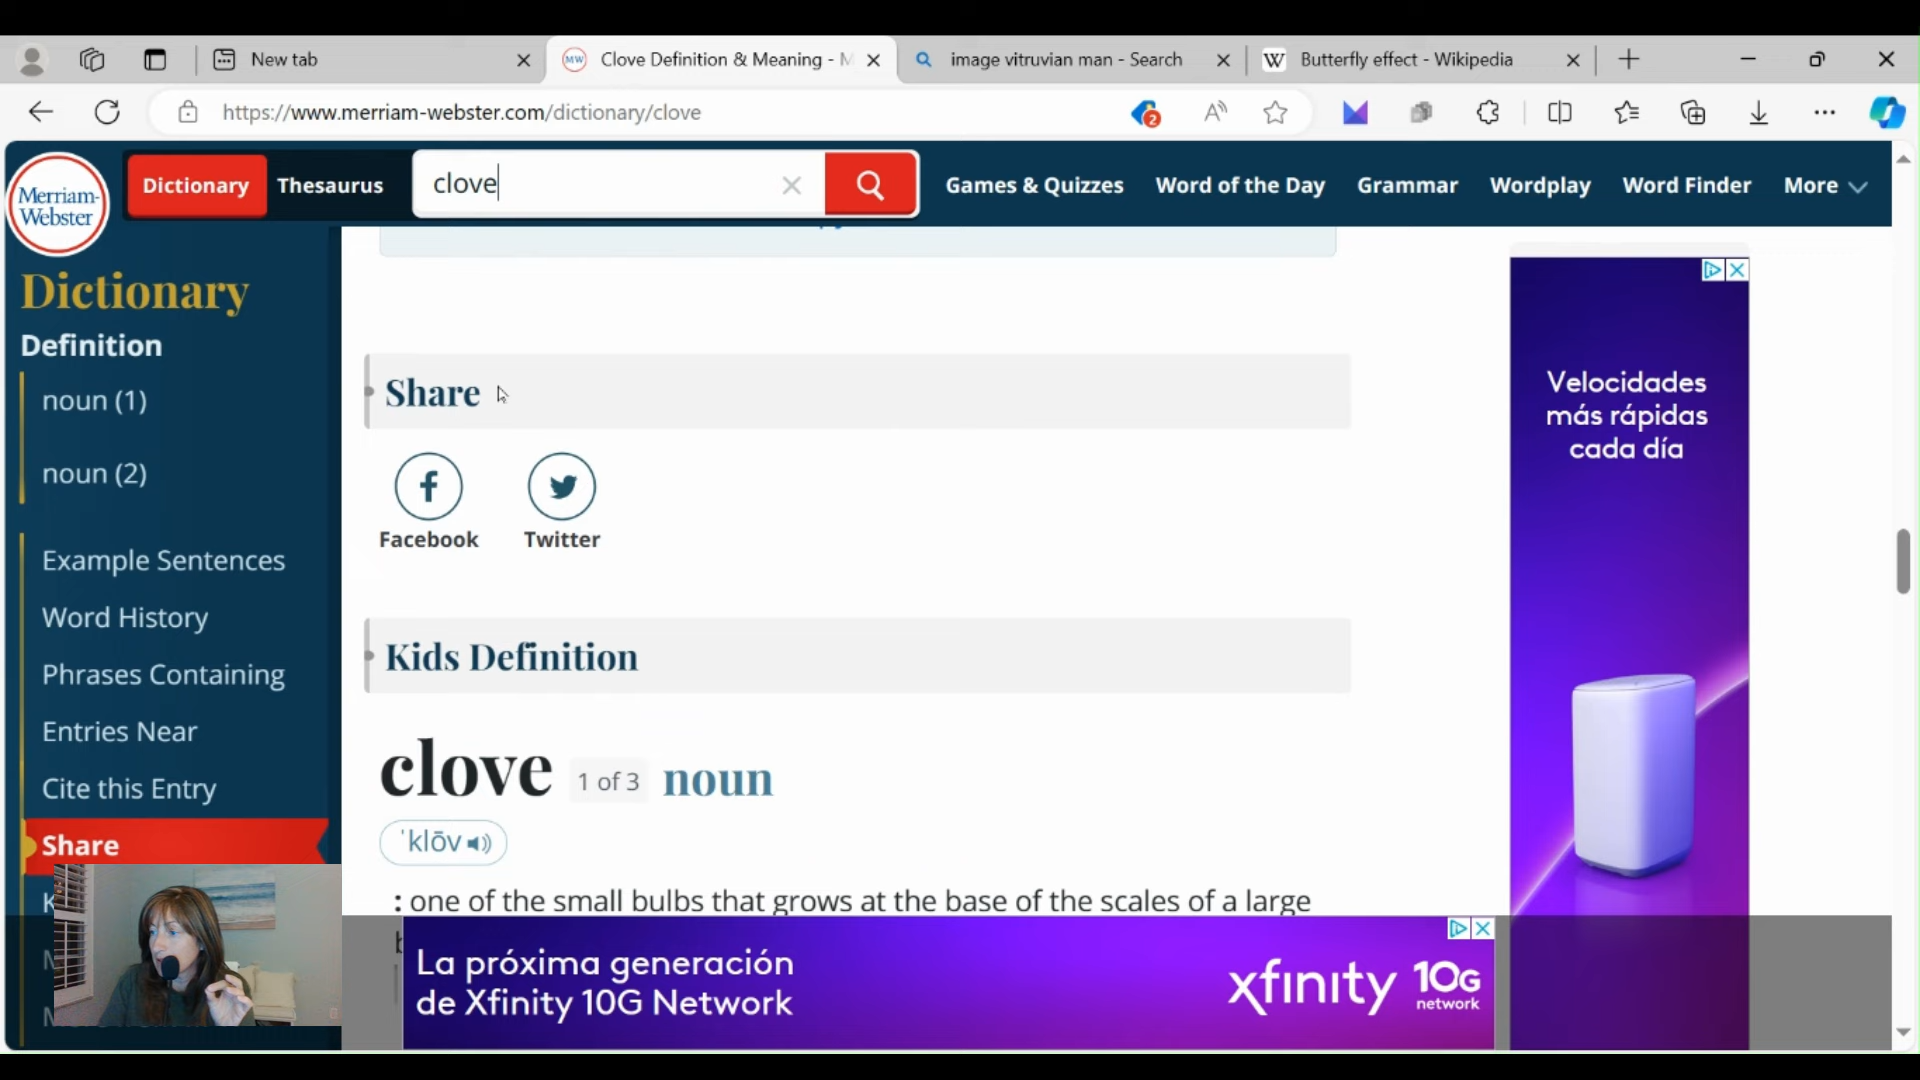 New tab
Clove Definition & Meaning - M
image vitruvian man - Search
Butterfly effect - Wikipedia
https://www.merriam-webster.com/dictionary/clove
2
Merriam-
Webster
Dictionary
Thesaurus
clove
Games & Quizzes
Word of the Day
Grammar
Wordplay
Word Finder
More
Dictionary
Definition
noun (1)
noun (2)
Example Sentences
Word History
Phrases Containing
Entries Near
Cite this Entry
Share
Share
Facebook
Twitter
Kids Definition
clove 1 of 3 noun
ˈklōv
: one of the small bulbs that grows at the base of the scales of a large
Velocidades
más rápidas
cada día
La próxima generación
de Xfinity 10G Network
xfinity 10G
network